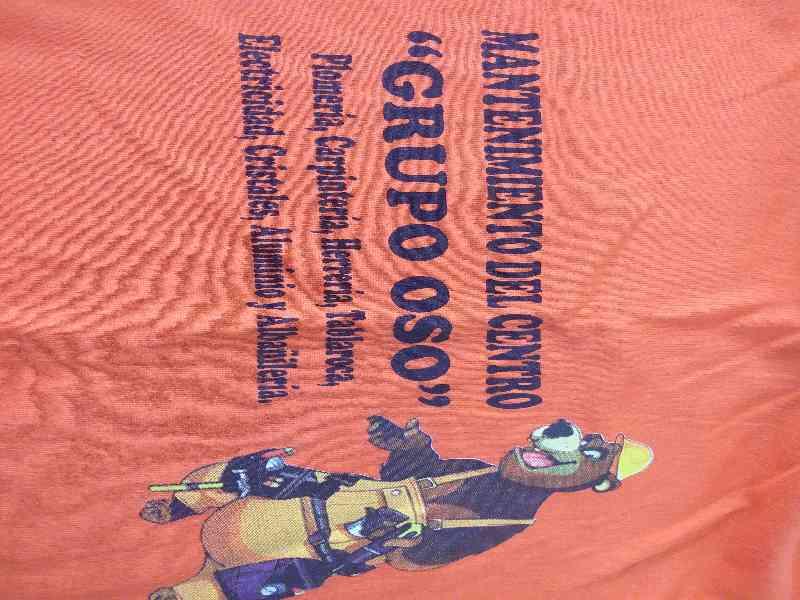 MANTENIMIENTO DEL CENTRO
"GRUPO OSO"
Plomería, Carpintería, Herrería, Tablaroca,
Electricidad, Cristales, Aluminio y Albañilería,